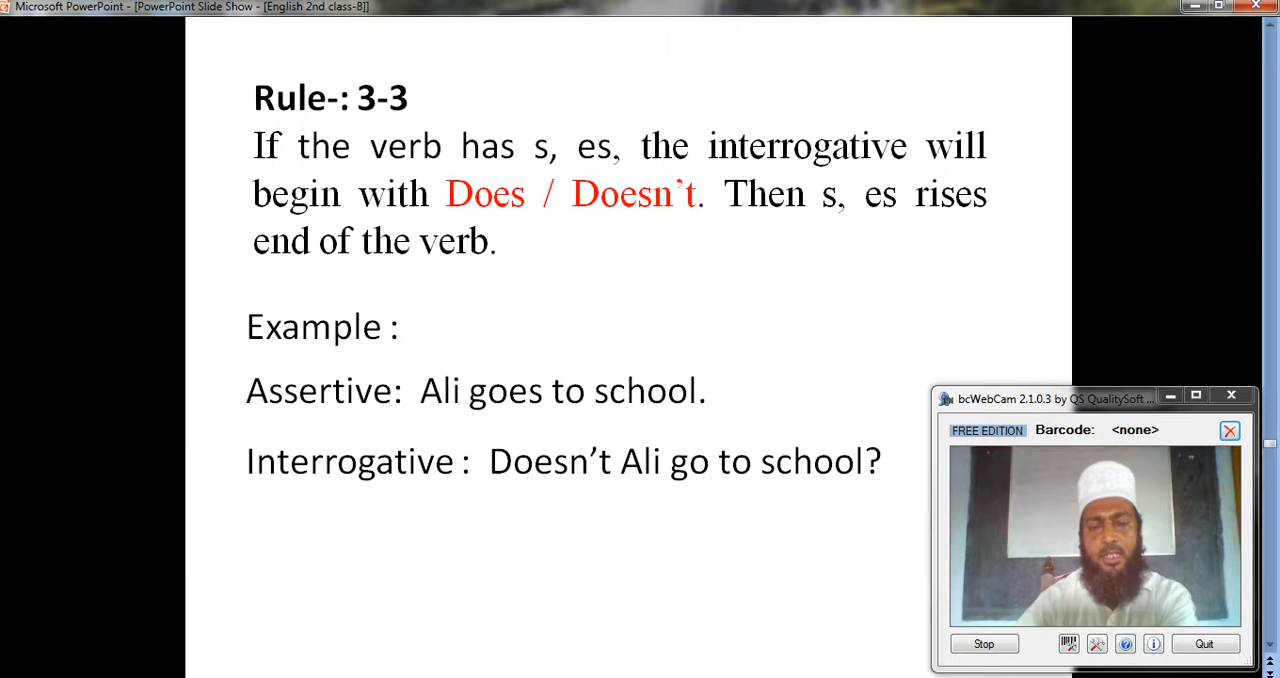 Microsoft PowerPoint - [PowerPoint Slide Show - [English 2nd class-8]]
Rule-: 3-3
If the verb has s, es, the interrogative will
begin with Does / Doesn’t. Then s, es rises
end of the verb.
Example :
Assertive: Ali goes to school.
Interrogative : Doesn’t Ali go to school?
bcWebCam 2.1.0.3 by QS QualitySoft ...
FREE EDITION Barcode: <none>
Stop Quit